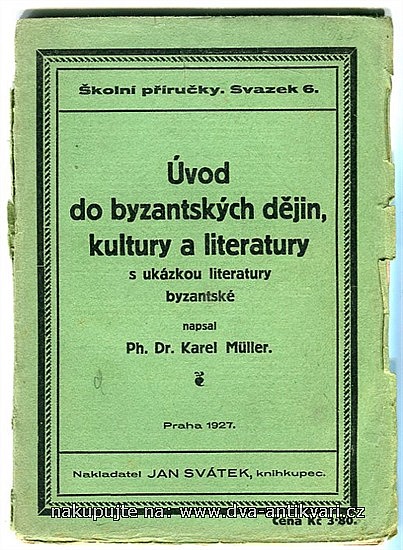 Školní příručky. Svazek 6.
Úvod
do byzantských dějin,
kultury a literatury
s ukázkou literatury
byzantské
napsal
Ph. Dr. Karel Müller.
Praha 1927.
Nakladatel JAN SVÁTEK, knihkupec.
nakupujte na: www.dva-antikvari.cz
Cena Kč 3·80.